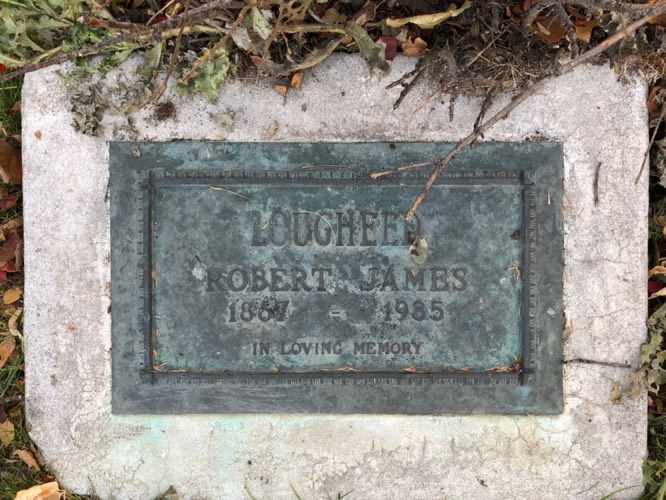 LOUGHEED
ROBERT JAMES
1867 = 1985
IN LOVING MEMORY